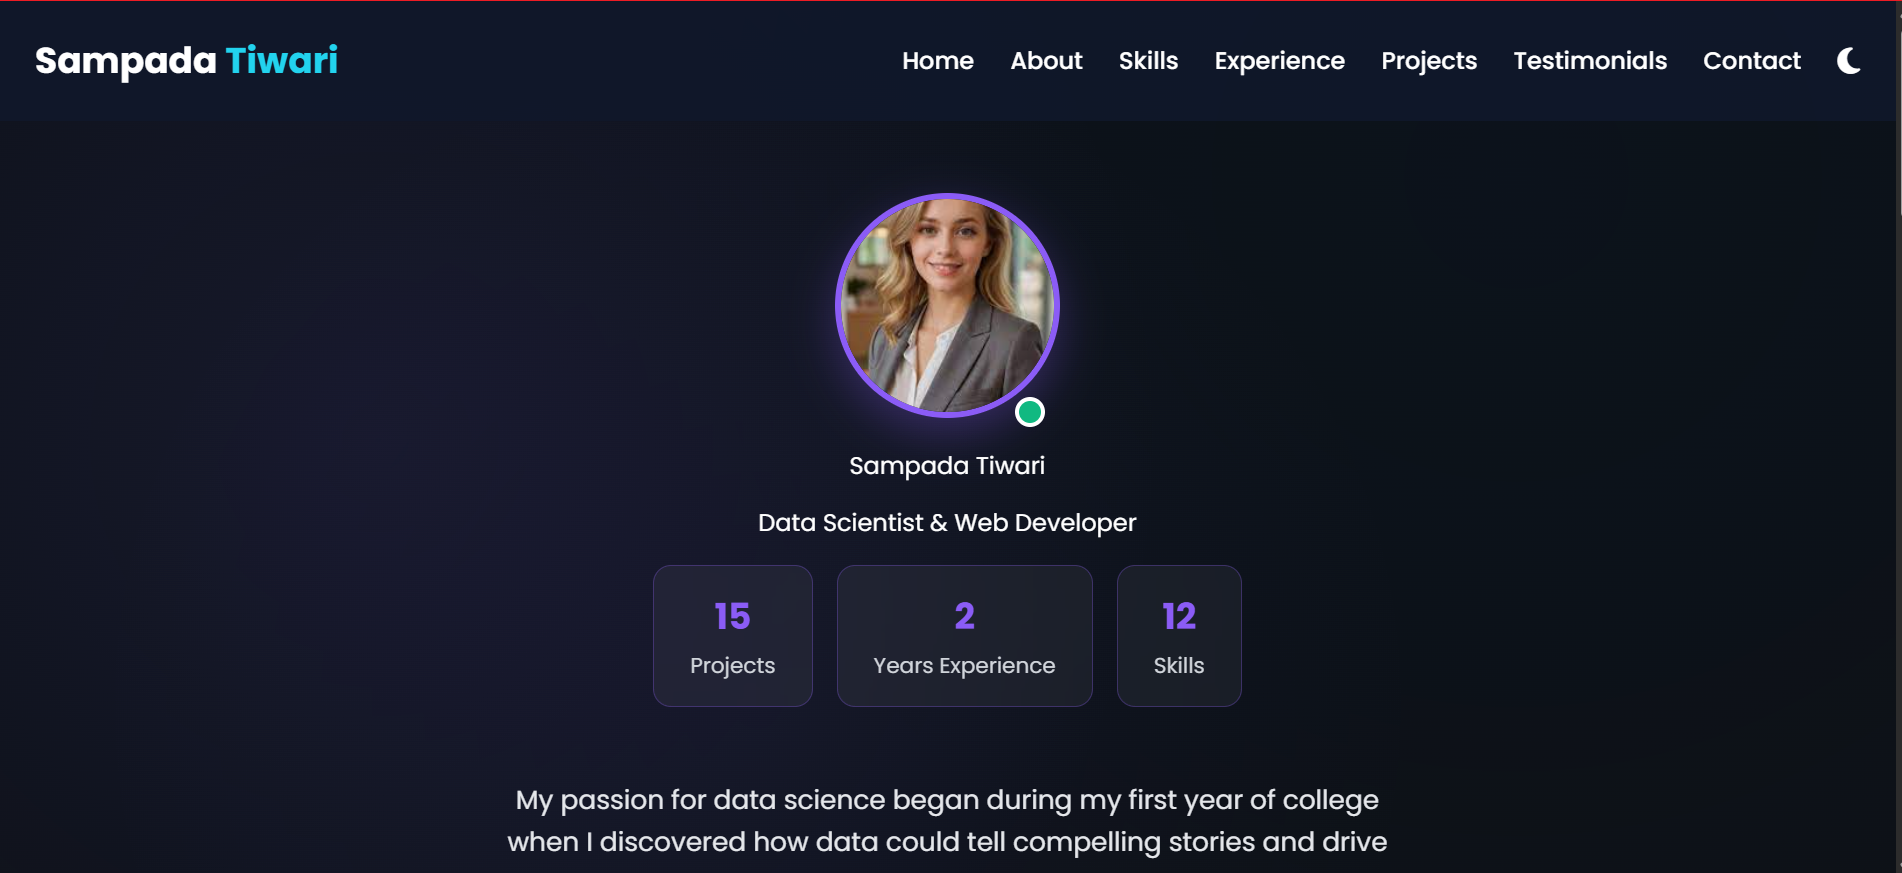 Sampada Tiwari
Home About Skills Experience Projects Testimonials Contact
Sampada Tiwari
Data Scientist & Web Developer
15
Projects
2
Years Experience
12
Skills
My passion for data science began during my first year of college
when I discovered how data could tell compelling stories and drive